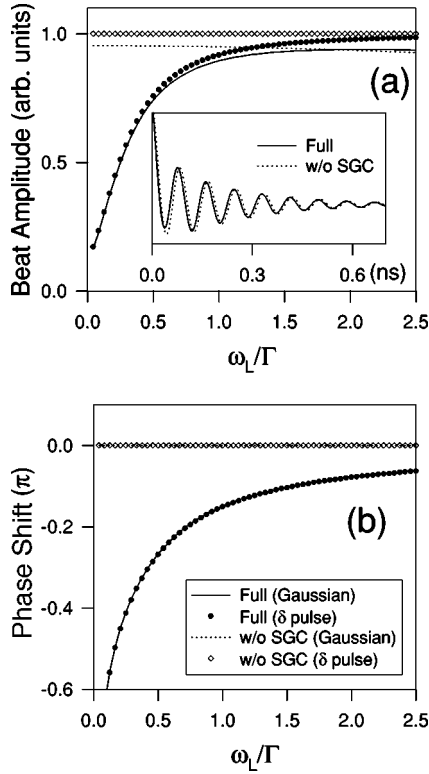 Beat Amplitude (arb. units)
1.0
0.5
0.0
(a)
Full
w/o SGC
0.0 0.3 0.6 (ns)
0.0 0.5 1.0 1.5 2.0 2.5
ω_L/Γ
Phase Shift (π)
0.0
-0.2
-0.4
-0.6
(b)
Full (Gaussian)
Full (δ pulse)
w/o SGC (Gaussian)
w/o SGC (δ pulse)
0.0 0.5 1.0 1.5 2.0 2.5
ω_L/Γ